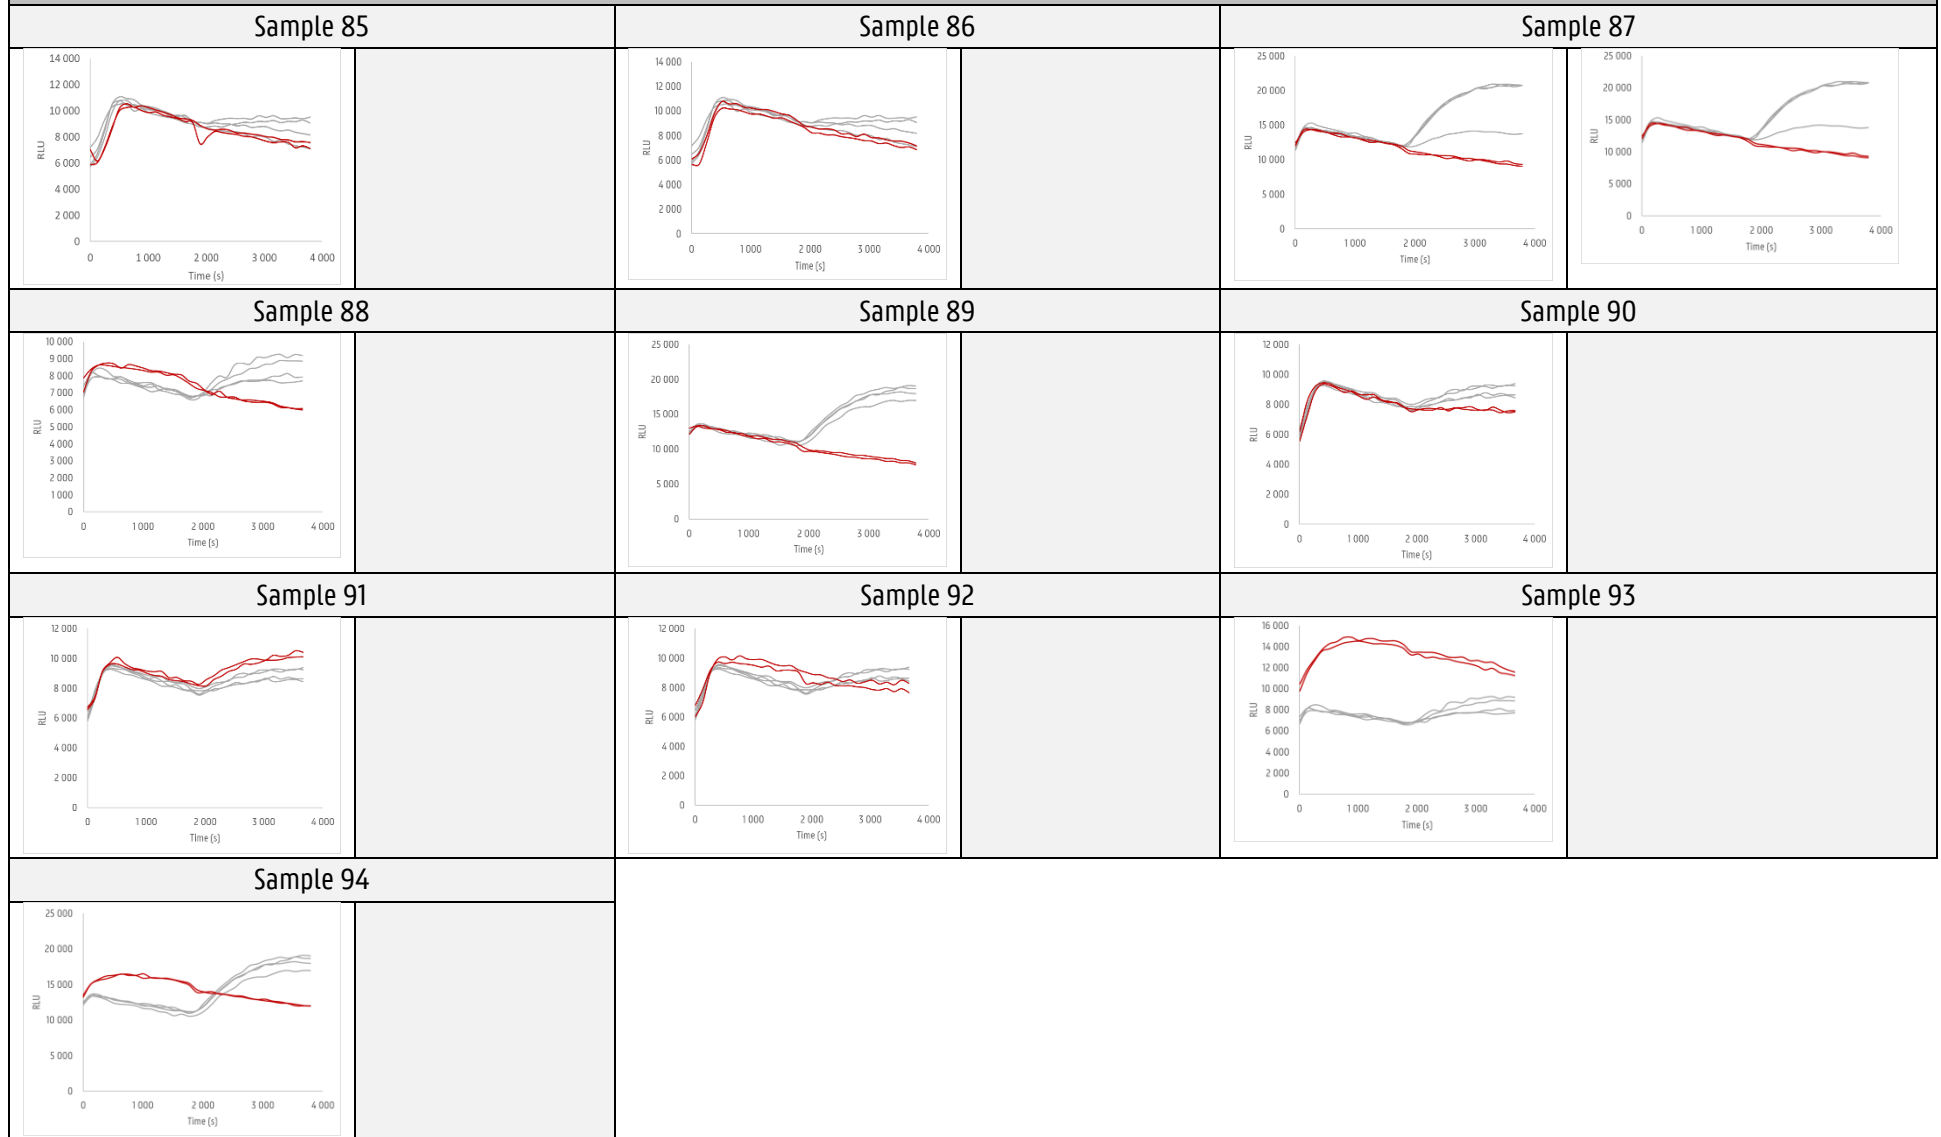 Sample 85
Sample 86
Sample 87
14 000
12 000
10 000
8 000
6 000
4 000
2 000
0
RLU
0 1 000 2 000 3 000 4 000
Time (s)
14 000
12 000
10 000
8 000
6 000
4 000
2 000
0
RLU
0 1 000 2 000 3 000 4 000
Time (s)
25 000
20 000
15 000
10 000
5 000
0
RLU
0 1 000 2 000 3 000 4 000
Time (s)
25 000
20 000
15 000
10 000
5 000
0
RLU
0 1 000 2 000 3 000 4 000
Time (s)
Sample 88
Sample 89
Sample 90
10 000
9 000
8 000
7 000
6 000
5 000
4 000
3 000
2 000
1 000
0
RLU
0 1 000 2 000 3 000 4 000
Time (s)
25 000
20 000
15 000
10 000
5 000
0
RLU
0 1 000 2 000 3 000 4 000
Time (s)
12 000
10 000
8 000
6 000
4 000
2 000
0
RLU
0 1 000 2 000 3 000 4 000
Time (s)
Sample 91
Sample 92
Sample 93
12 000
10 000
8 000
6 000
4 000
2 000
0
RLU
0 1 000 2 000 3 000 4 000
Time (s)
12 000
10 000
8 000
6 000
4 000
2 000
0
RLU
0 1 000 2 000 3 000 4 000
Time (s)
16 000
14 000
12 000
10 000
8 000
6 000
4 000
2 000
0
RLU
0 1 000 2 000 3 000 4 000
Time (s)
Sample 94
25 000
20 000
15 000
10 000
5 000
0
RLU
0 1 000 2 000 3 000 4 000
Time (s)